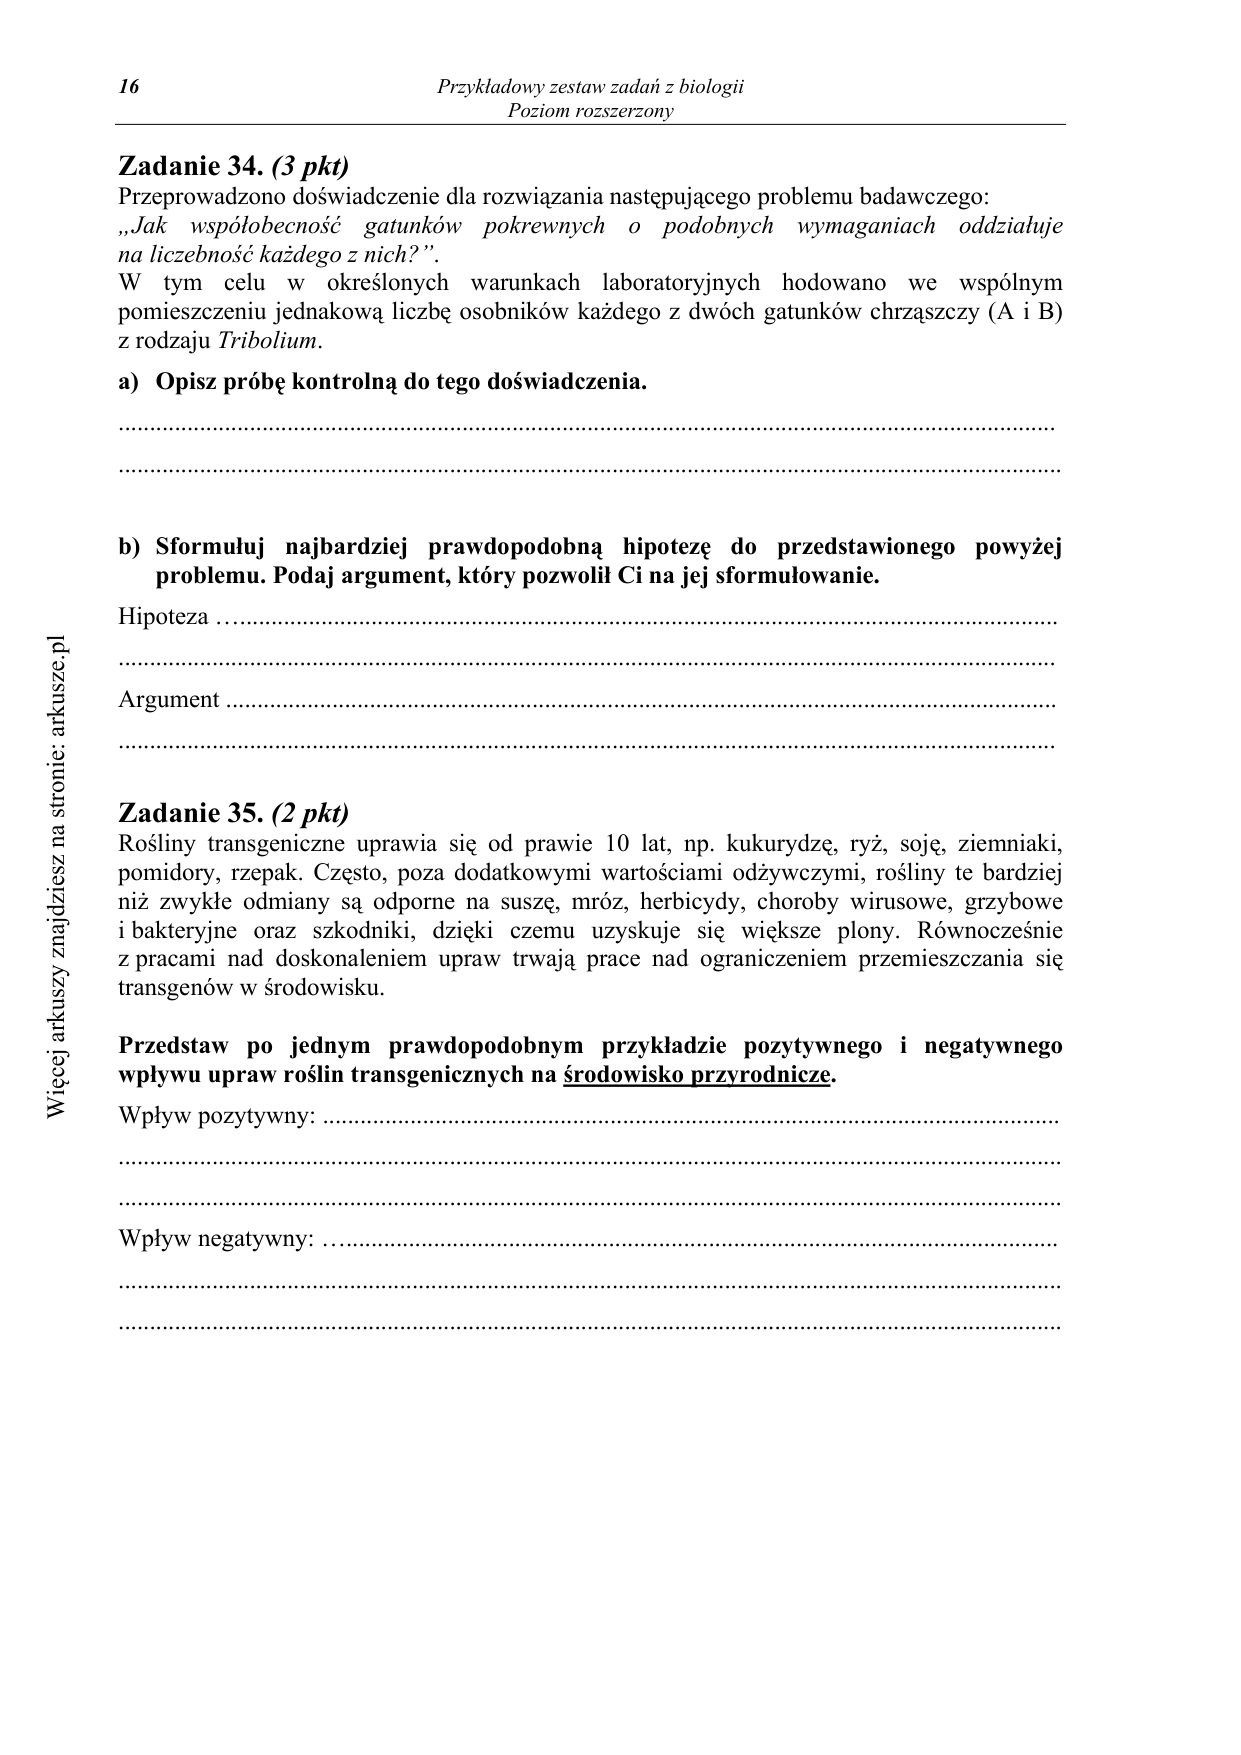 16
Przykładowy zestaw zadań z biologii
Poziom rozszerzony
Zadanie 34. (3 pkt)
Przeprowadzono doświadczenie dla rozwiązania następującego problemu badawczego:
„Jak współobecność gatunków pokrewnych o podobnych wymaganiach oddziałuje
na liczebność każdego z nich?”.
W tym celu w określonych warunkach laboratoryjnych hodowano we wspólnym
pomieszczeniu jednakową liczbę osobników każdego z dwóch gatunków chrząszczy (A i B)
z rodzaju Tribolium.
a) Opisz próbę kontrolną do tego doświadczenia.
......................................................................................................................................................
.......................................................................................................................................................
b) Sformułuj najbardziej prawdopodobną hipotezę do przedstawionego powyżej
problemu. Podaj argument, który pozwolił Ci na jej sformułowanie.
Hipoteza …...................................................................................................................................
......................................................................................................................................................
Argument .....................................................................................................................................
......................................................................................................................................................
Zadanie 35. (2 pkt)
Rośliny transgeniczne uprawia się od prawie 10 lat, np. kukurydzę, ryż, soję, ziemniaki,
pomidory, rzepak. Często, poza dodatkowymi wartościami odżywczymi, rośliny te bardziej
niż zwykłe odmiany są odporne na suszę, mróz, herbicydy, choroby wirusowe, grzybowe
i bakteryjne oraz szkodniki, dzięki czemu uzyskuje się większe plony. Równocześnie
z pracami nad doskonaleniem upraw trwają prace nad ograniczeniem przemieszczania się
transgenów w środowisku.
Przedstaw po jednym prawdopodobnym przykładzie pozytywnego i negatywnego
wpływu upraw roślin transgenicznych na środowisko przyrodnicze.
Wpływ pozytywny: ......................................................................................................................
.......................................................................................................................................................
.......................................................................................................................................................
Wpływ negatywny: …..................................................................................................................
.......................................................................................................................................................
.......................................................................................................................................................
Więcej arkuszy znajdziesz na stronie: arkusze.pl